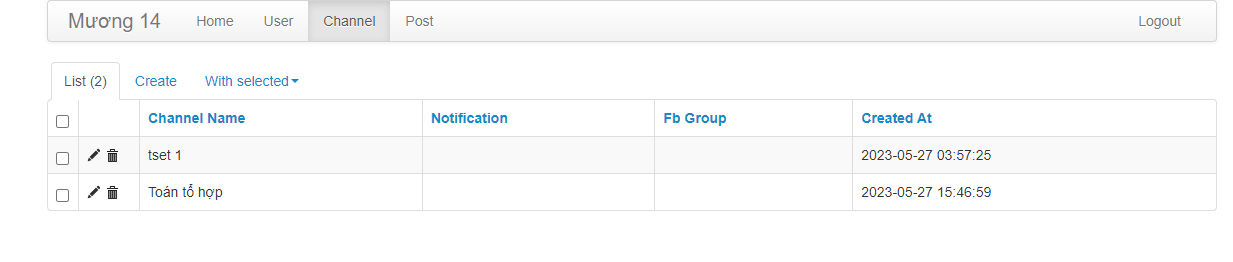 Mương 14 Home User Channel Post Logout
List (2) Create With selected
Channel Name Notification Fb Group Created At
tset 1 2023-05-27 03:57:25
Toán tổ hợp 2023-05-27 15:46:59